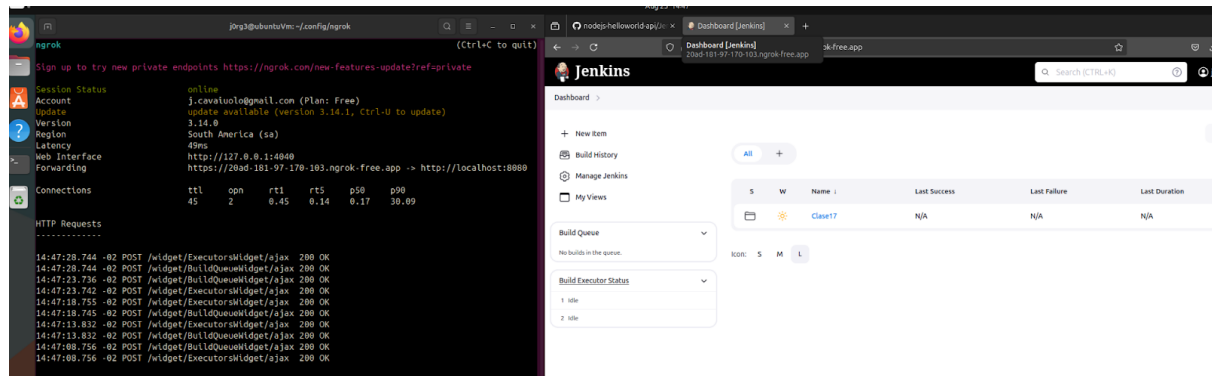 Aug 23 14:47
j0rg3@ubuntuVm: ~/.config/ngrok
ngrok (Ctrl+C to quit)
Sign up to try new private endpoints https://ngrok.com/new-features-update?ref=private
Session Status online
Account j.cavaiuolo@gmail.com (Plan: Free)
Update update available (version 3.14.1, Ctrl-U to update)
Version 3.14.0
Region South America (sa)
Latency 49ms
Web Interface http://127.0.0.1:4040
Forwarding https://20ad-181-97-170-103.ngrok-free.app -> http://localhost:8080
Connections ttl opn rt1 rt5 p50 p90
45 2 0.45 0.14 0.17 30.09
HTTP Requests
-------------
14:47:28.744 -02 POST /widget/ExecutorsWidget/ajax 200 OK
14:47:28.744 -02 POST /widget/BuildQueueWidget/ajax 200 OK
14:47:23.736 -02 POST /widget/BuildQueueWidget/ajax 200 OK
14:47:23.742 -02 POST /widget/ExecutorsWidget/ajax 200 OK
14:47:18.755 -02 POST /widget/ExecutorsWidget/ajax 200 OK
14:47:18.745 -02 POST /widget/BuildQueueWidget/ajax 200 OK
14:47:13.832 -02 POST /widget/ExecutorsWidget/ajax 200 OK
14:47:13.832 -02 POST /widget/BuildQueueWidget/ajax 200 OK
14:47:08.756 -02 POST /widget/BuildQueueWidget/ajax 200 OK
14:47:08.756 -02 POST /widget/ExecutorsWidget/ajax 200 OK
nodejs-helloworld-api/Je
Dashboard [Jenkins]
Dashboard [Jenkins]
20ad-181-97-170-103.ngrok-free.app
ok-free.app
Jenkins
Search (CTRL+K)
Dashboard
New Item
Build History
Manage Jenkins
My Views
Build Queue
No builds in the queue.
Build Executor Status
1 Idle
2 Idle
All +
S W Name ↓ Last Success Last Failure Last Duration
Clase17 N/A N/A N/A
Icon: S M L